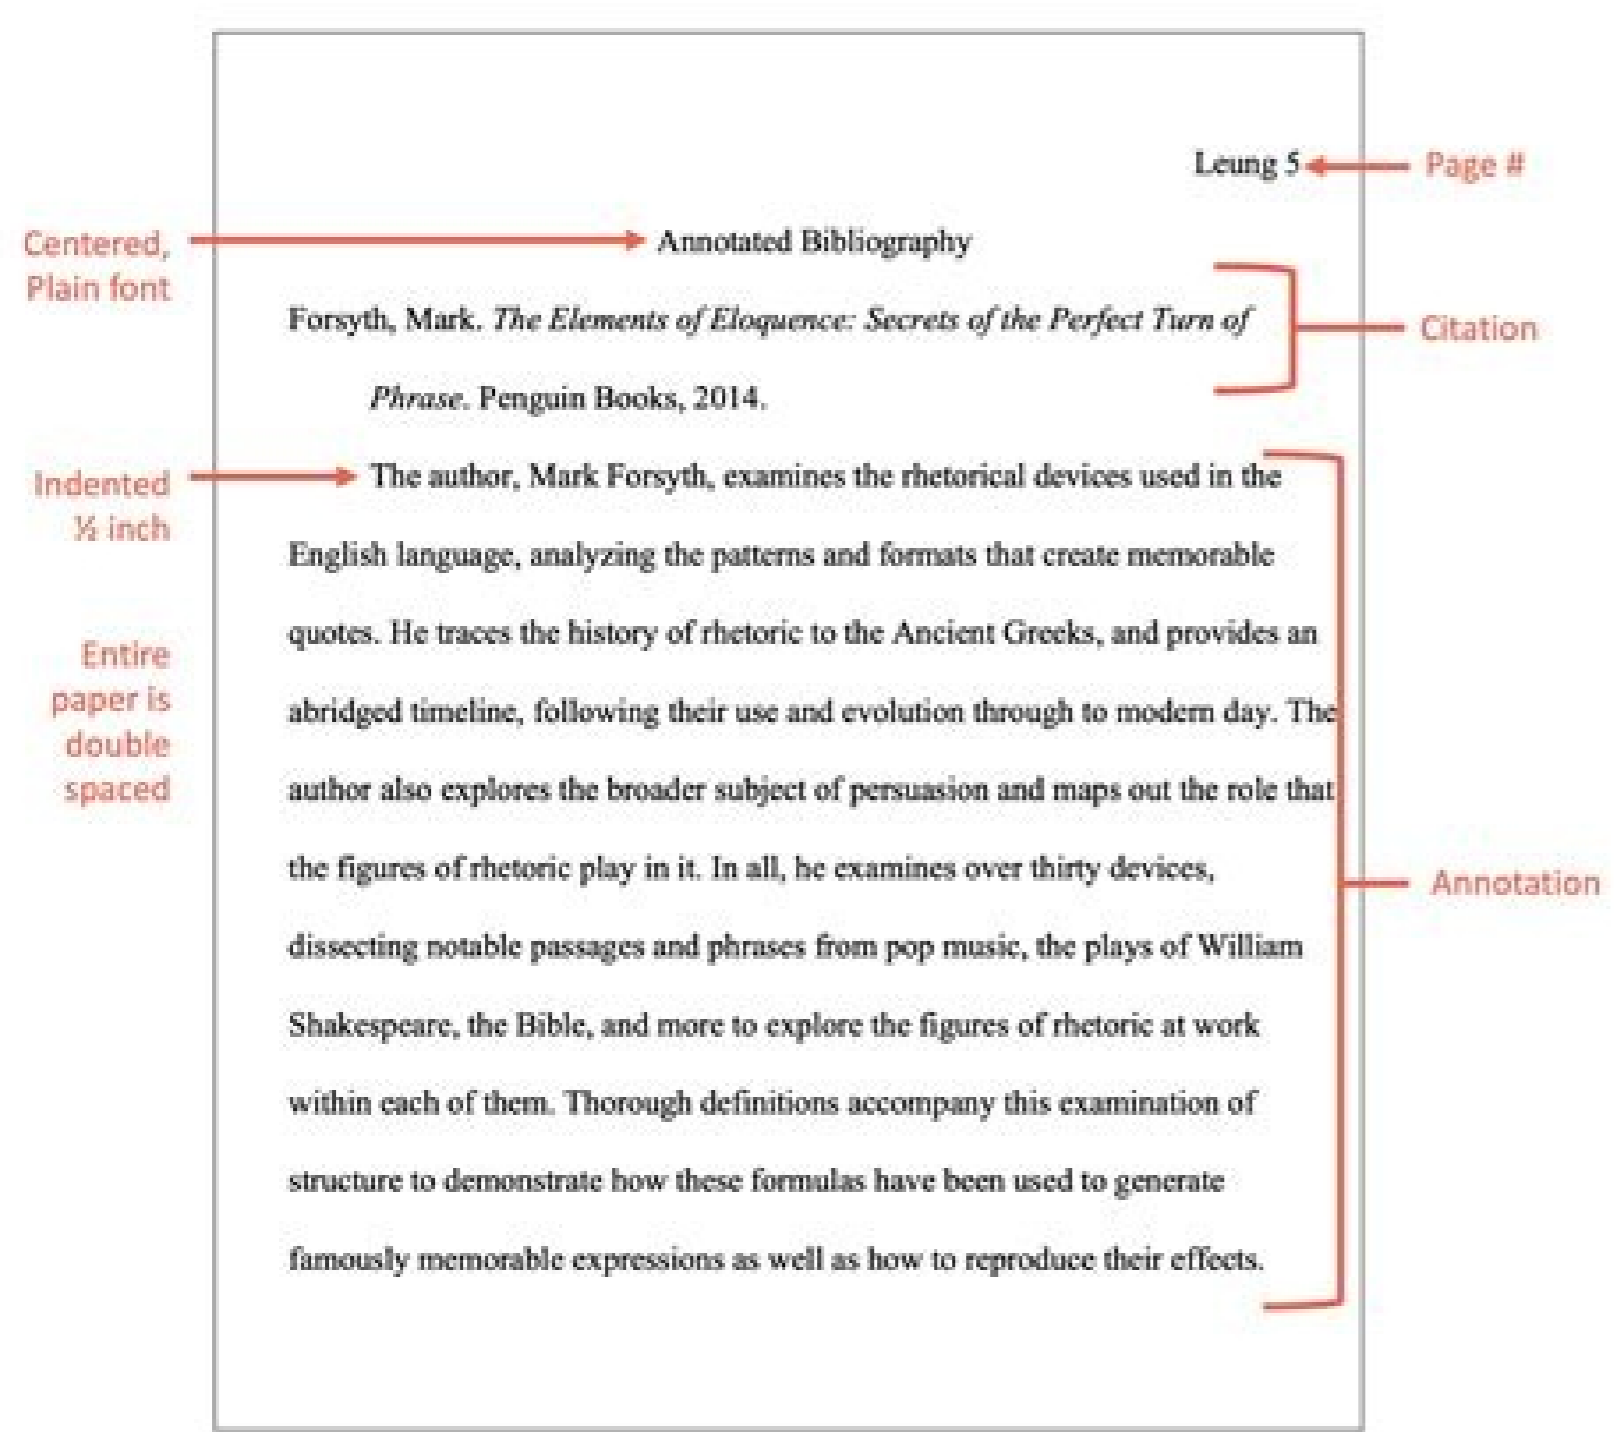 Leung 5
Page #
Centered,
Plain font
Annotated Bibliography
Forsyth, Mark. The Elements of Eloquence: Secrets of the Perfect Turn of
Phrase. Penguin Books, 2014.
Citation
Indented
½ inch
The author, Mark Forsyth, examines the rhetorical devices used in the
English language, analyzing the patterns and formats that create memorable
quotes. He traces the history of rhetoric to the Ancient Greeks, and provides an
abridged timeline, following their use and evolution through to modern day. The
author also explores the broader subject of persuasion and maps out the role that
the figures of rhetoric play in it. In all, he examines over thirty devices,
dissecting notable passages and phrases from pop music, the plays of William
Shakespeare, the Bible, and more to explore the figures of rhetoric at work
within each of them. Thorough definitions accompany this examination of
structure to demonstrate how these formulas have been used to generate
famously memorable expressions as well as how to reproduce their effects.
Entire
paper is
double
spaced
Annotation